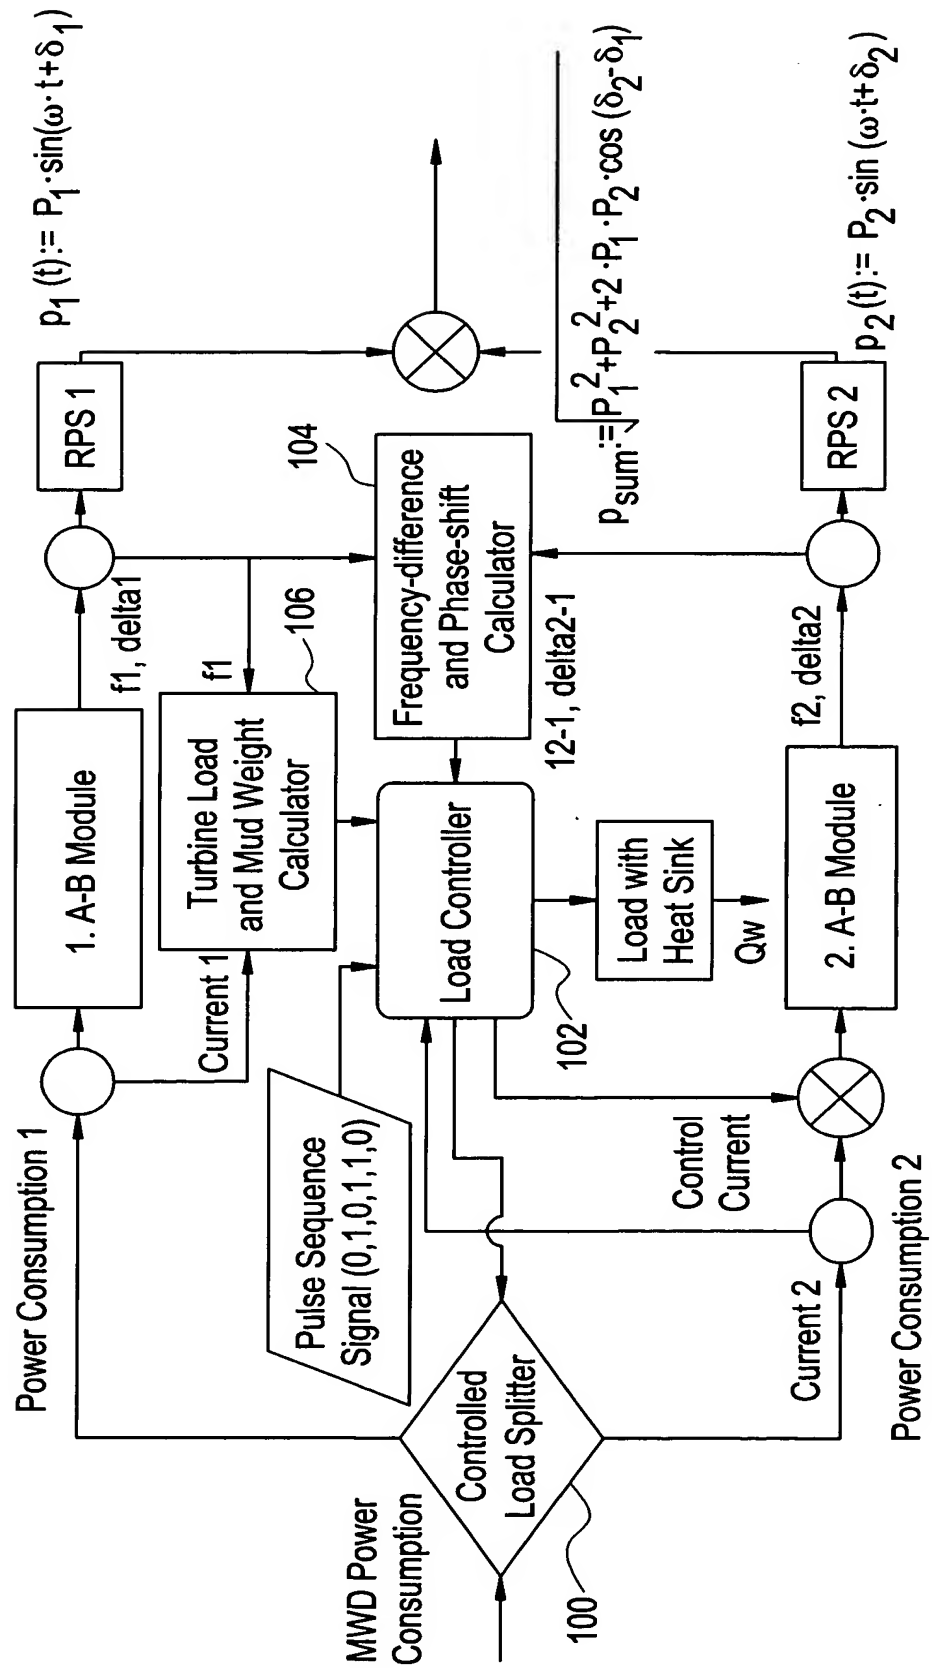 MWD Power
Consumption
100
Controlled
Load Splitter
Power Consumption 1
Pulse Sequence
Signal (0,1,0,1,1,0)
Current 1
1. A-B Module
f1, delta1
RPS 1
p1 (t):= P1·sin(ω·t+δ1)
Turbine Load
and Mud Weight
Calculator
f1
106
104
Frequency-difference
and Phase-shift
Calculator
12-1, delta2-1
Load Controller
102
Load with
Heat Sink
Qw
Control
Current
Current 2
Power Consumption 2
2. A-B Module
f2, delta2
RPS 2
psum:=√P1²+P2²+2·P1·P2·cos (δ2-δ1)
p2(t):= P2·sin (ω·t+δ2)